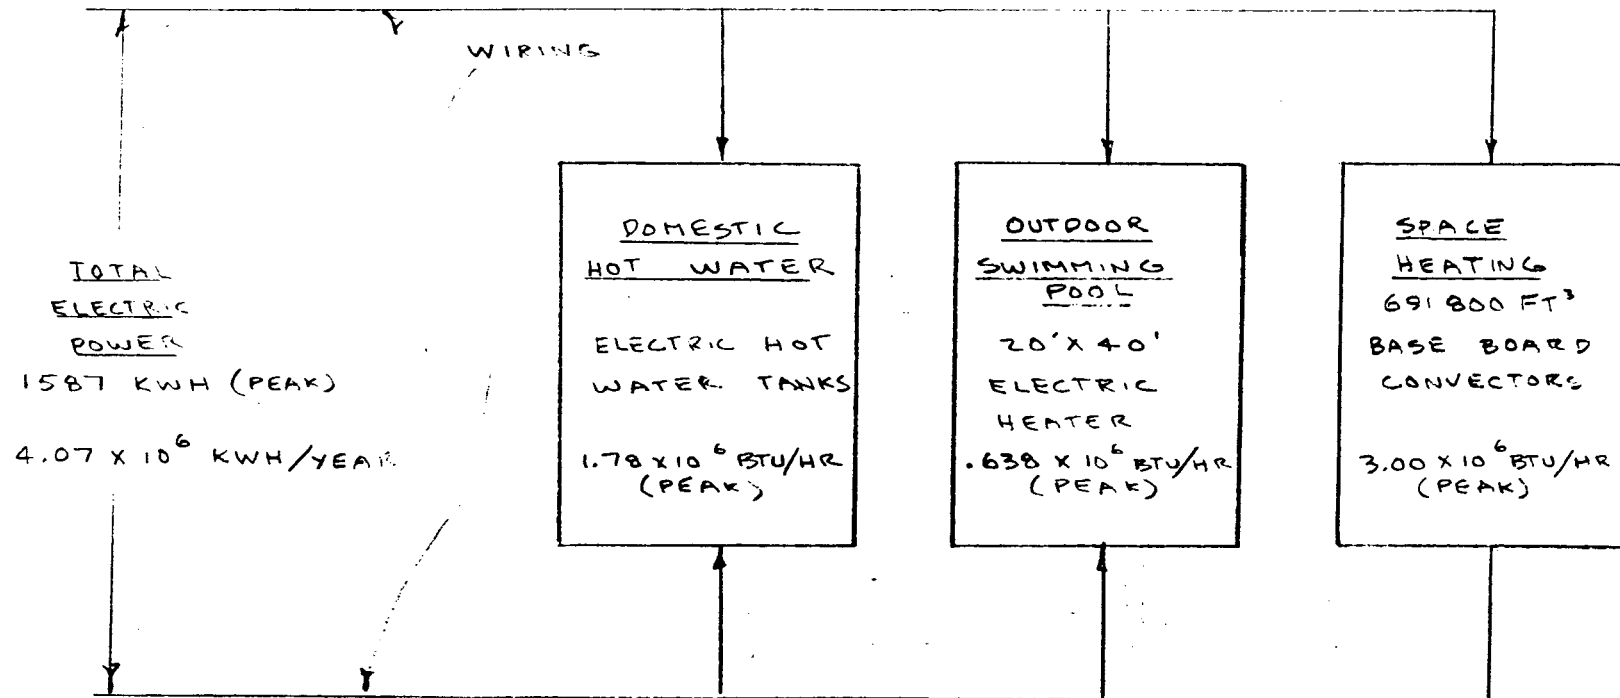 WIRING
TOTAL
ELECTRIC
POWER
1587 KWH (PEAK)
4.07 X 10⁶ KWH/YEAR
DOMESTIC
HOT WATER
ELECTRIC HOT
WATER TANKS
1.78 X 10⁶ BTU/HR
(PEAK)
OUTDOOR
SWIMMING
POOL
20' X 40'
ELECTRIC
HEATER
.638 X 10⁶ BTU/HR
(PEAK)
SPACE
HEATING
691 800 FT³
BASE BOARD
CONVECTORS
3.00 X 10⁶ BTU/HR
(PEAK)